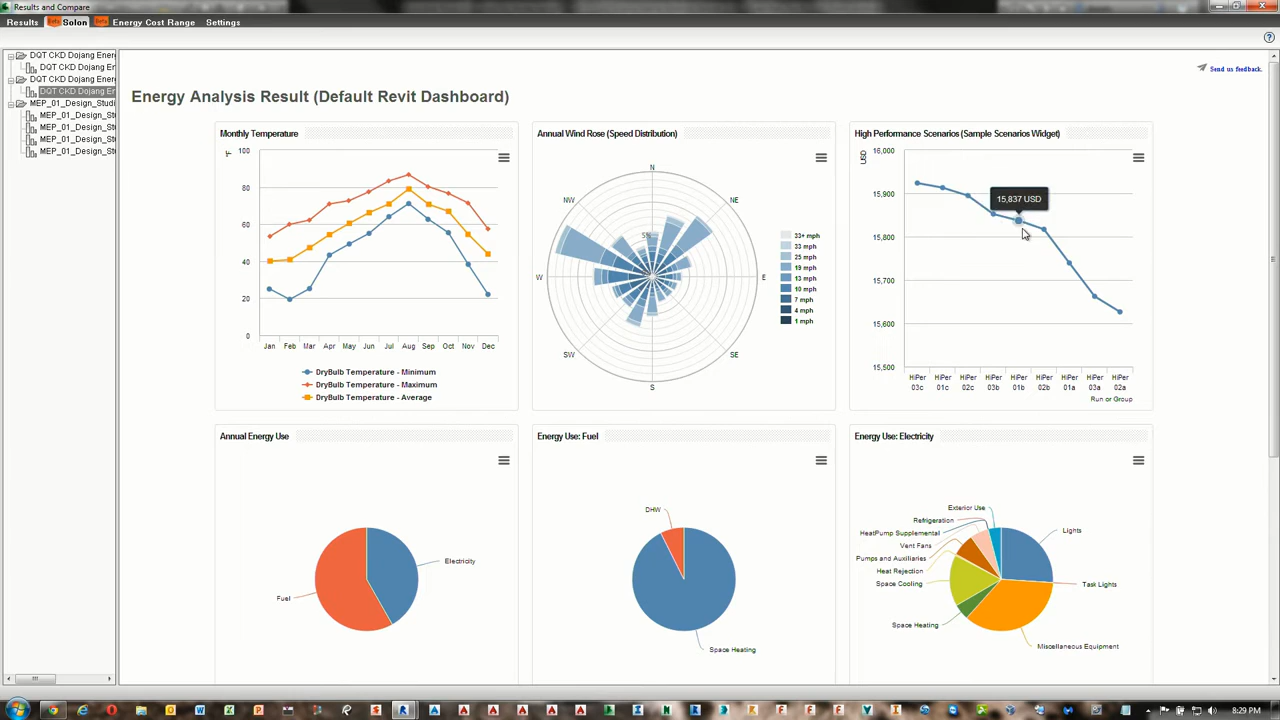 Results and Compare
Results
Beta
Solon
Beta
Energy Cost Range
Settings
DQT CKD Dojang Ener
DQT CKD Dojang En
DQT CKD Dojang Ener
DQT CKD Dojang En
MEP_01_Design_Studi
MEP_01_Design_St
MEP_01_Design_St
MEP_01_Design_St
MEP_01_Design_St
Send us feedback.
Energy Analysis Result (Default Revit Dashboard)
Monthly Temperature
°F
100
80
60
40
20
0
Jan Feb Mar Apr May Jun Jul Aug Sep Oct Nov Dec
DryBulb Temperature - Minimum
DryBulb Temperature - Maximum
DryBulb Temperature - Average
Annual Wind Rose (Speed Distribution)
N
NW
NE
5%
W
E
SW
SE
S
33+ mph
33 mph
25 mph
19 mph
13 mph
10 mph
7 mph
4 mph
1 mph
High Performance Scenarios (Sample Scenarios Widget)
USD
16,000
15,900
15,800
15,700
15,600
15,500
15,837 USD
HiPer 03c
HiPer 01c
HiPer 02c
HiPer 03b
HiPer 01b
HiPer 02b
HiPer 01a
HiPer 03a
HiPer 02a
Run or Group
Annual Energy Use
Electricity
Fuel
Energy Use: Fuel
DHW
Space Heating
Energy Use: Electricity
Exterior Use
Refrigeration
HeatPump Supplemental
Vent Fans
Pumps and Auxiliaries
Heat Rejection
Space Cooling
Space Heating
Lights
Task Lights
Miscellaneous Equipment
8:29 PM